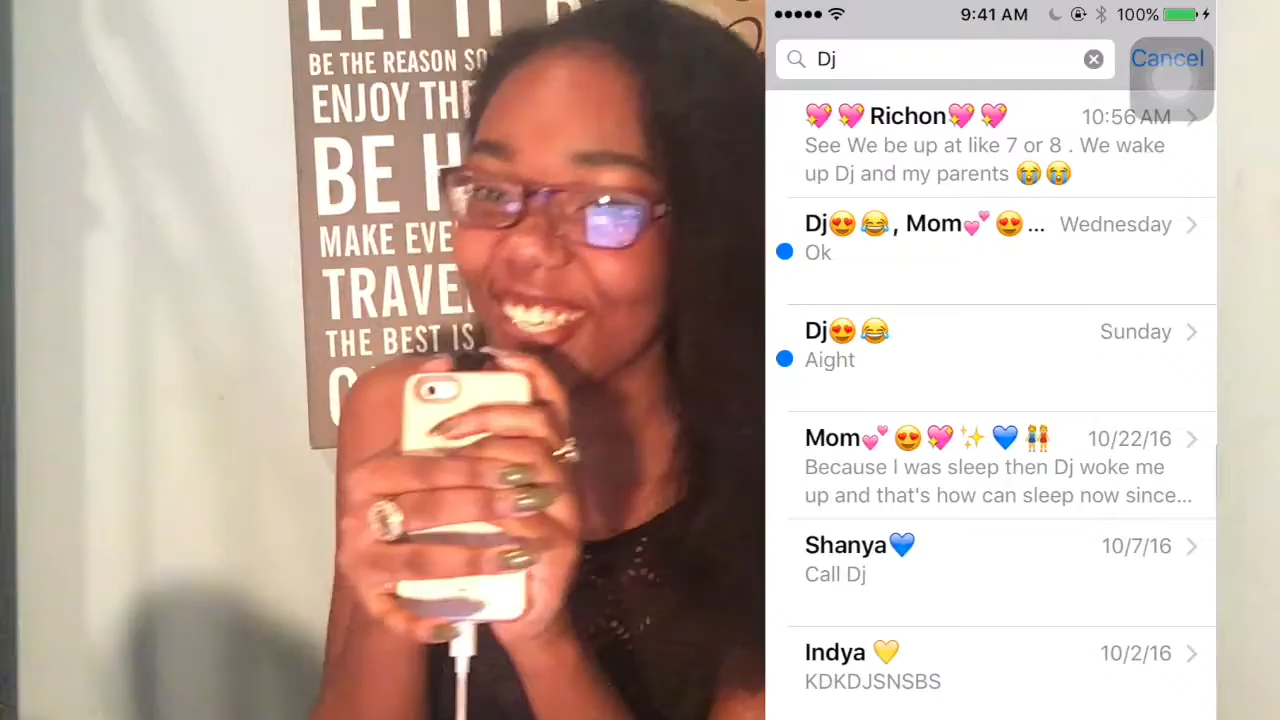 LET IT B
BE THE REASON SO
ENJOY THE
BE H
MAKE EVE
TRAVEL
THE BEST IS
9:41 AM
100%
Dj
Cancel
💖💖Richon💖💖
10:56 AM
See We be up at like 7 or 8 . We wake
up Dj and my parents 😭😭
Dj😍😂, Mom💕😍...
Wednesday
Ok
Dj😍😂
Sunday
Aight
Mom💕😍💖✨💙👭
10/22/16
Because I was sleep then Dj woke me
up and that's how can sleep now since...
Shanya💙
10/7/16
Call Dj
Indya 💛
10/2/16
KDKDJSNSBS